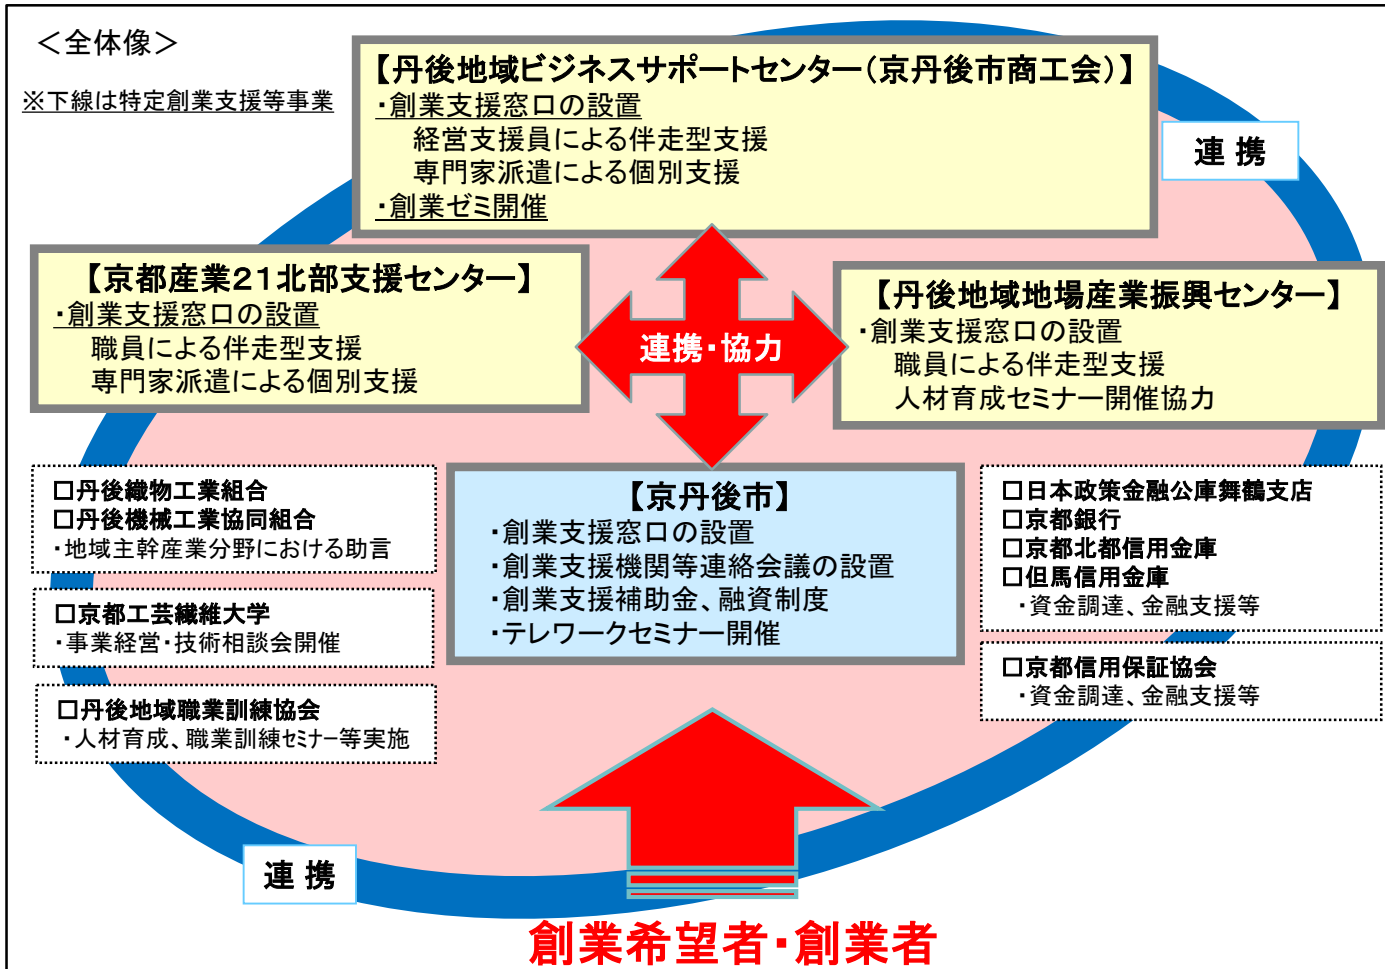 ＜全体像＞
※下線は特定創業支援等事業
【丹後地域ビジネスサポートセンター（京丹後市商工会）】
・創業支援窓口の設置
経営支援員による伴走型支援
専門家派遣による個別支援
・創業ゼミ開催
連 携
【京都産業２１北部支援センター】
・創業支援窓口の設置
職員による伴走型支援
専門家派遣による個別支援
連携・協力
【丹後地域地場産業振興センター】
・創業支援窓口の設置
職員による伴走型支援
人材育成セミナー開催協力
□丹後織物工業組合
□丹後機械工業協同組合
・地域主幹産業分野における助言
□京都工芸繊維大学
・事業経営・技術相談会開催
□丹後地域職業訓練協会
・人材育成、職業訓練ｾﾐﾅｰ等実施
【京丹後市】
・創業支援窓口の設置
・創業支援機関等連絡会議の設置
・創業支援補助金、融資制度
・テレワークセミナー開催
□日本政策金融公庫舞鶴支店
□京都銀行
□京都北都信用金庫
□但馬信用金庫
・資金調達、金融支援等
□京都信用保証協会
・資金調達、金融支援等
連 携
創業希望者・創業者